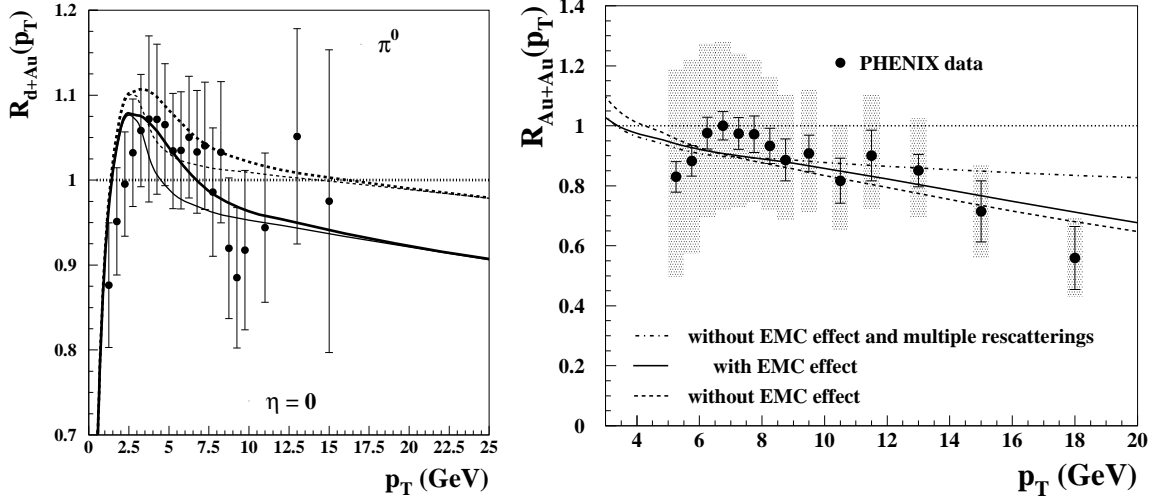 R_{d+Au}(p_T)
1.2
1.1
1
0.9
0.8
0.7
π^0
η = 0
0 2.5 5 7.5 10 12.5 15 17.5 20 22.5 25
p_T (GeV)
R_{Au+Au}(p_T)
1.4
1.2
1
0.8
0.6
0.4
0.2
0
PHENIX data
without EMC effect and multiple rescatterings
with EMC effect
without EMC effect
4 6 8 10 12 14 16 18 20
p_T (GeV)